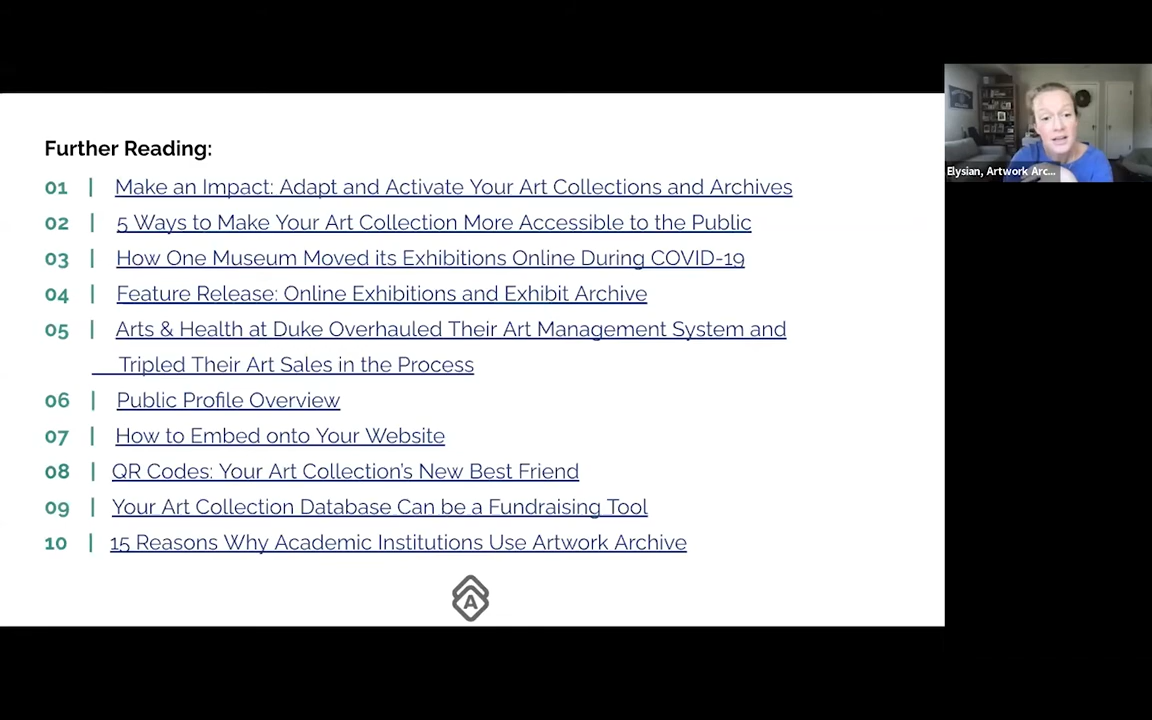 Further Reading:
01 | Make an Impact: Adapt and Activate Your Art Collections and Archives
02 | 5 Ways to Make Your Art Collection More Accessible to the Public
03 | How One Museum Moved its Exhibitions Online During COVID-19
04 | Feature Release: Online Exhibitions and Exhibit Archive
05 | Arts & Health at Duke Overhauled Their Art Management System and
Tripled Their Art Sales in the Process
06 | Public Profile Overview
07 | How to Embed onto Your Website
08 | QR Codes: Your Art Collection's New Best Friend
09 | Your Art Collection Database Can be a Fundraising Tool
10 | 15 Reasons Why Academic Institutions Use Artwork Archive
A
Elysian, Artwork Arc...